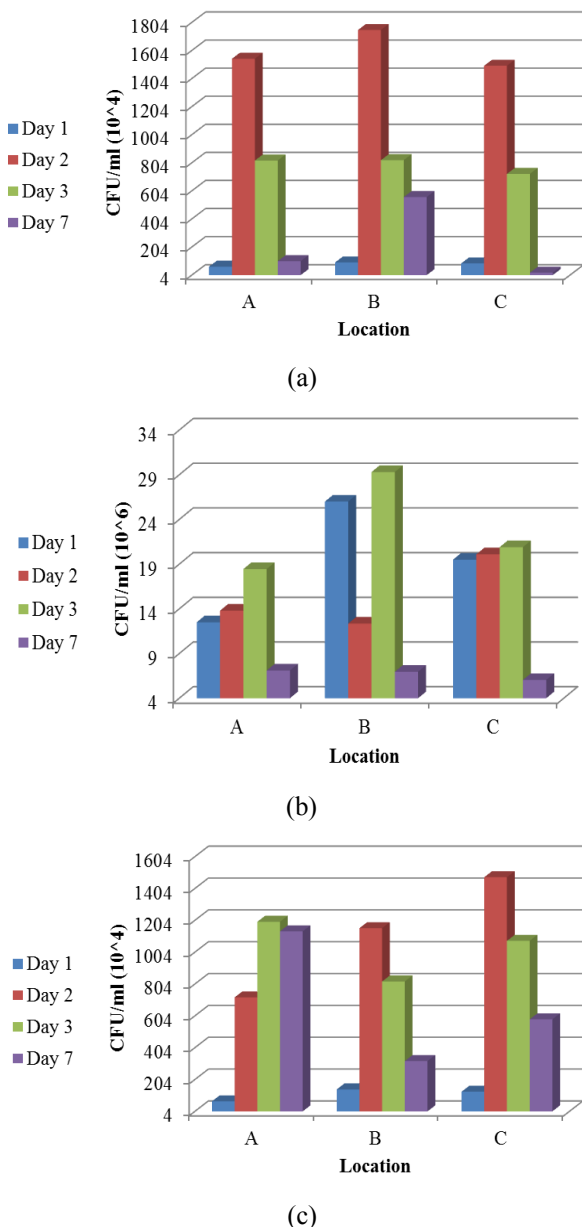 1804
1604
1404
1204
1004
804
604
404
204
4
CFU/ml (10^4)
Day 1
Day 2
Day 3
Day 7
A B C
Location
(a)
34
29
24
19
14
9
4
CFU/ml (10^6)
Day 1
Day 2
Day 3
Day 7
A B C
Location
(b)
1604
1404
1204
1004
804
604
404
204
4
CFU/ml (10^4)
Day 1
Day 2
Day 3
Day 7
A B C
Location
(c)